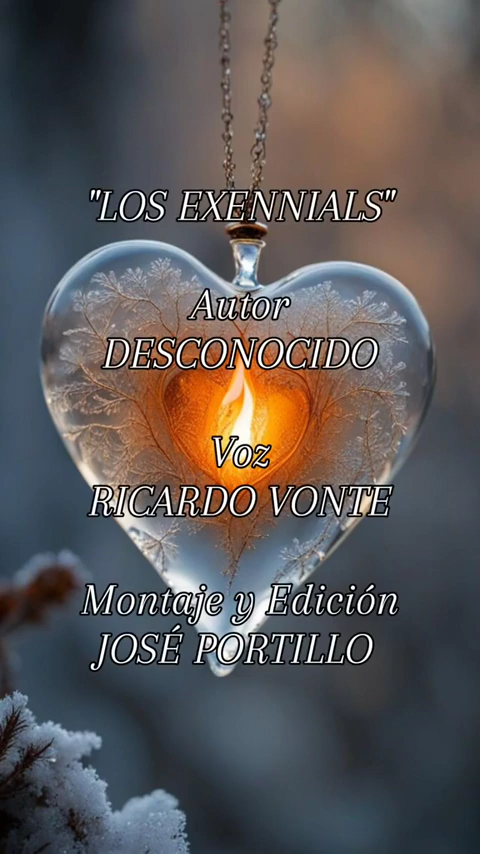 "LOS EXENNIALS"
Autor
DESCONOCIDO
Voz
RICARDO VONTE
Montaje y Edición
JOSÉ PORTILLO